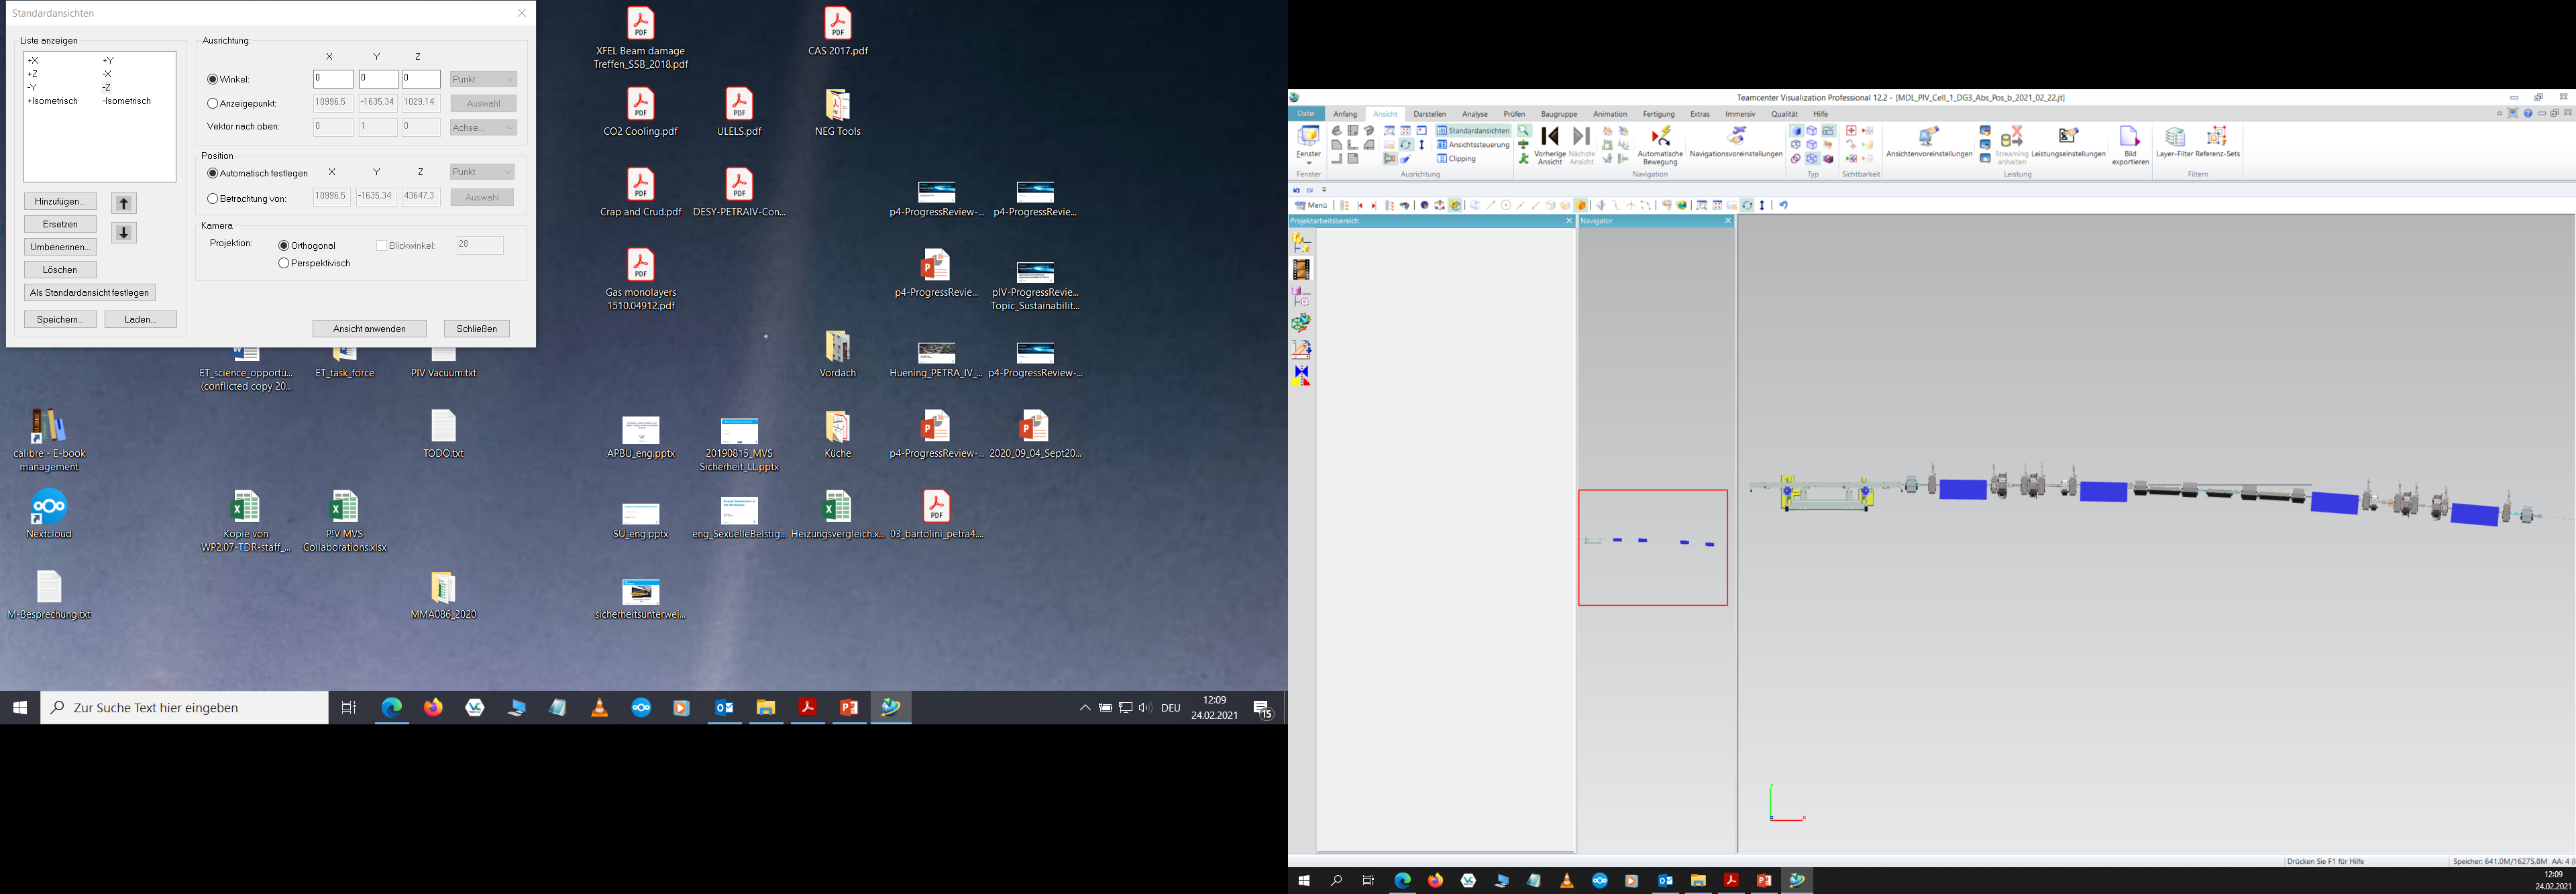 Standardansichten
Liste anzeigen
+X +Y
+Z -X
-Y -Z
+Isometrisch -Isometrisch
Hinzufügen...
Ersetzen
Umbenennen...
Löschen
Als Standardansicht festlegen
Speichern... Laden...
Ausrichtung:
X Y Z
Winkel: 0 0 0 Punkt
Anzeigepunkt: 10996,5 -1635,34 1029,14 Auswahl
Vektor nach oben: 0 1 0 Achse...
Position
Automatisch festlegen X Y Z Punkt
Betrachtung von: 10996,5 -1635,34 43647,3 Auswahl
Kamera
Projektion: Orthogonal Blickwinkel: 28
Perspektivisch
Ansicht anwenden Schließen
XFEL Beam damage
Treffen_SSB_2018.pdf
CAS 2017.pdf
CO2 Cooling.pdf
ULELS.pdf
NEG Tools
Crap and Crud.pdf
DESY-PETRAIV-Con...
p4-ProgressReview-...
p4-ProgressRevie...
Gas monolayers
1510.04912.pdf
p4-ProgressRevie...
pIV-ProgressRevie...
Topic_Sustainabilit...
ET_science_opportu...
(conflicted copy 20...
ET_task_force
PIV Vacuum.txt
Vordach
Huening_PETRA_IV_...
p4-ProgressReview-...
calibre - E-book
management
TODO.txt
APBU_eng.pptx
20190815_MVS
Sicherheit_LL.pptx
Küche
p4-ProgressReview-...
2020_09_04_Sept20...
Nextcloud
Kopie von
WP2.07-TDR-staff_...
PIV MVS
Collaborations.xlsx
SU_eng.pptx
eng_SexuelleBelstig...
Heizungsvergleich.x...
03_bartolini_petra4....
M-Besprechung.txt
MMA086_2020
sicherheitsunterwei...
Zur Suche Text hier eingeben
DEU
12:09
24.02.2021
15
Teamcenter Visualization Professional 12.2 - [MDL_PIV_Cell_1_DG3_Abs_Pos_b_2021_02_22.jt]
Datei Anfang Ansicht Darstellen Analyse Prüfen Baugruppe Animation Fertigung Extras Immersiv Qualität Hilfe
Fenster
Standardansichten
Ansichtssteuerung
Clipping
Vorherige
Ansicht
Nächste
Ansicht
Automatische
Bewegung
Navigationsvoreinstellungen
Ansichtenvoreinstellungen
Streaming
anhalten
Leistungseinstellungen
Bild
exportieren
Layer-Filter Referenz-Sets
Fenster Ausrichtung Navigation Typ Sichtbarkeit Leistung Filtern
Menü
Projektarbeitsbereich
Navigator
Drücken Sie F1 für Hilfe
Speicher: 641,0M/16275,8M AA: 4
12:09
24.02.2021